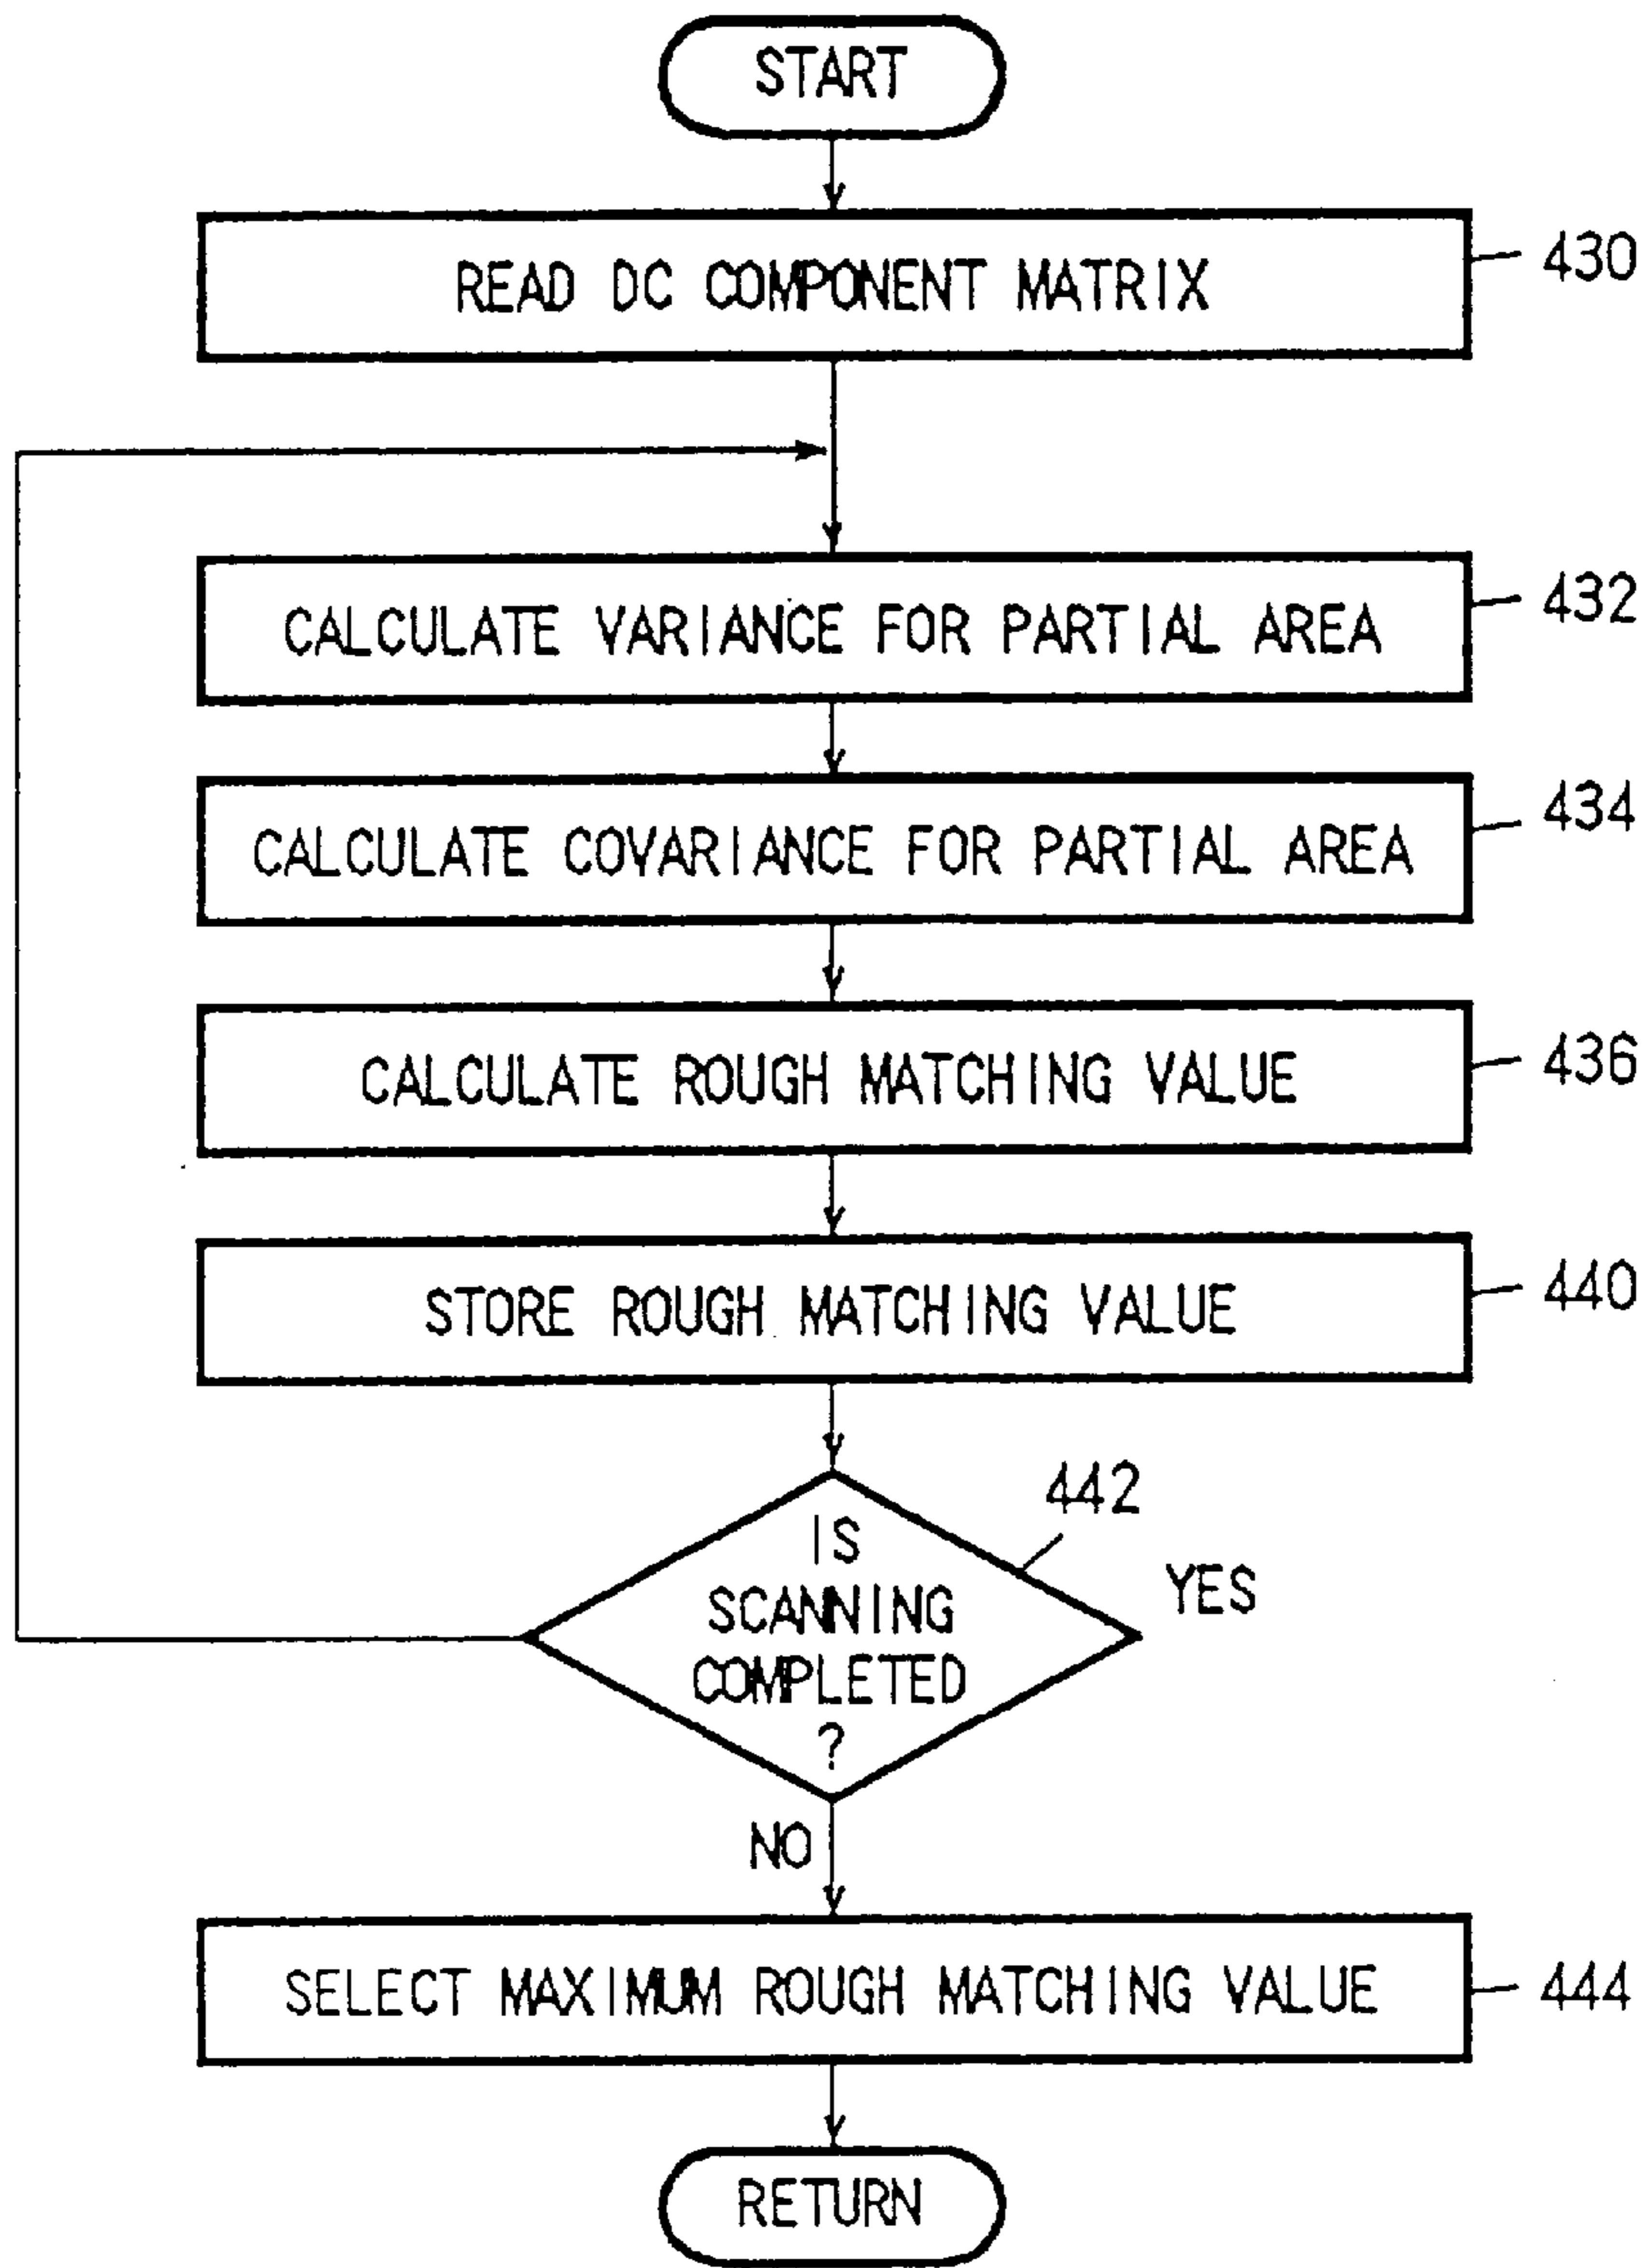 START
READ DC COMPONENT MATRIX
430
CALCULATE VARIANCE FOR PARTIAL AREA
432
CALCULATE COVARIANCE FOR PARTIAL AREA
434
CALCULATE ROUGH MATCHING VALUE
436
STORE ROUGH MATCHING VALUE
440
442
IS
SCANNING
COMPLETED
?
YES
NO
SELECT MAXIMUM ROUGH MATCHING VALUE
444
RETURN